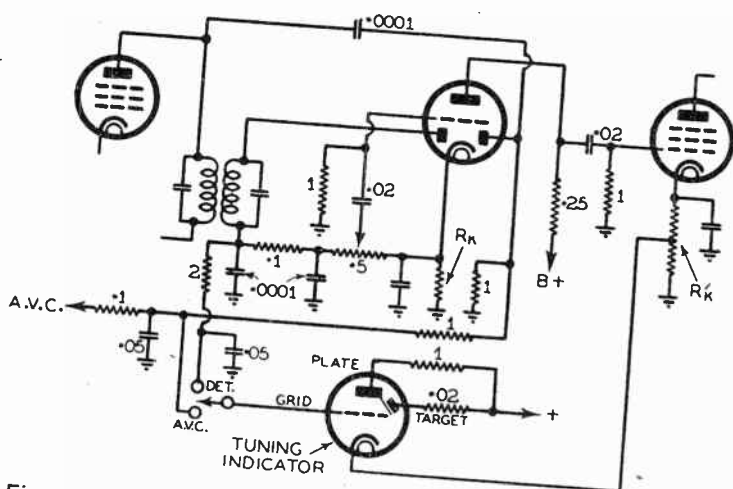 ·0001
·02
1
·02
·25
1
·1
·5
RK
1
B+
R'K
2
·0001
A.V.C.
·1
·05
·05
1
1
PLATE
DET.
GRID
·02
TARGET
+
A.V.C.
TUNING
INDICATOR